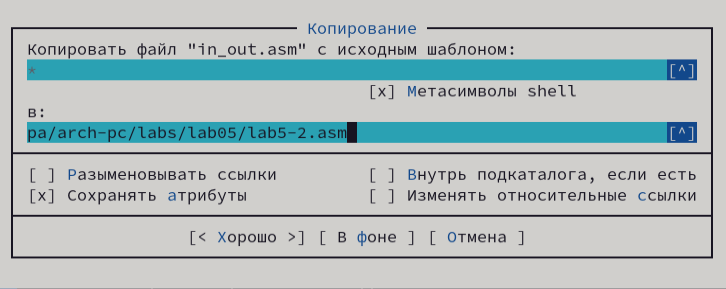 Копирование
Копировать файл "in_out.asm" с исходным шаблоном:
* [^]
[x] Метасимволы shell
в:
pa/arch-pc/labs/lab05/lab5-2.asm [^]
[ ] Разыменовывать ссылки [ ] Внутрь подкаталога, если есть
[x] Сохранять атрибуты [ ] Изменять относительные ссылки
[< Хорошо >] [ В фоне ] [ Отмена ]